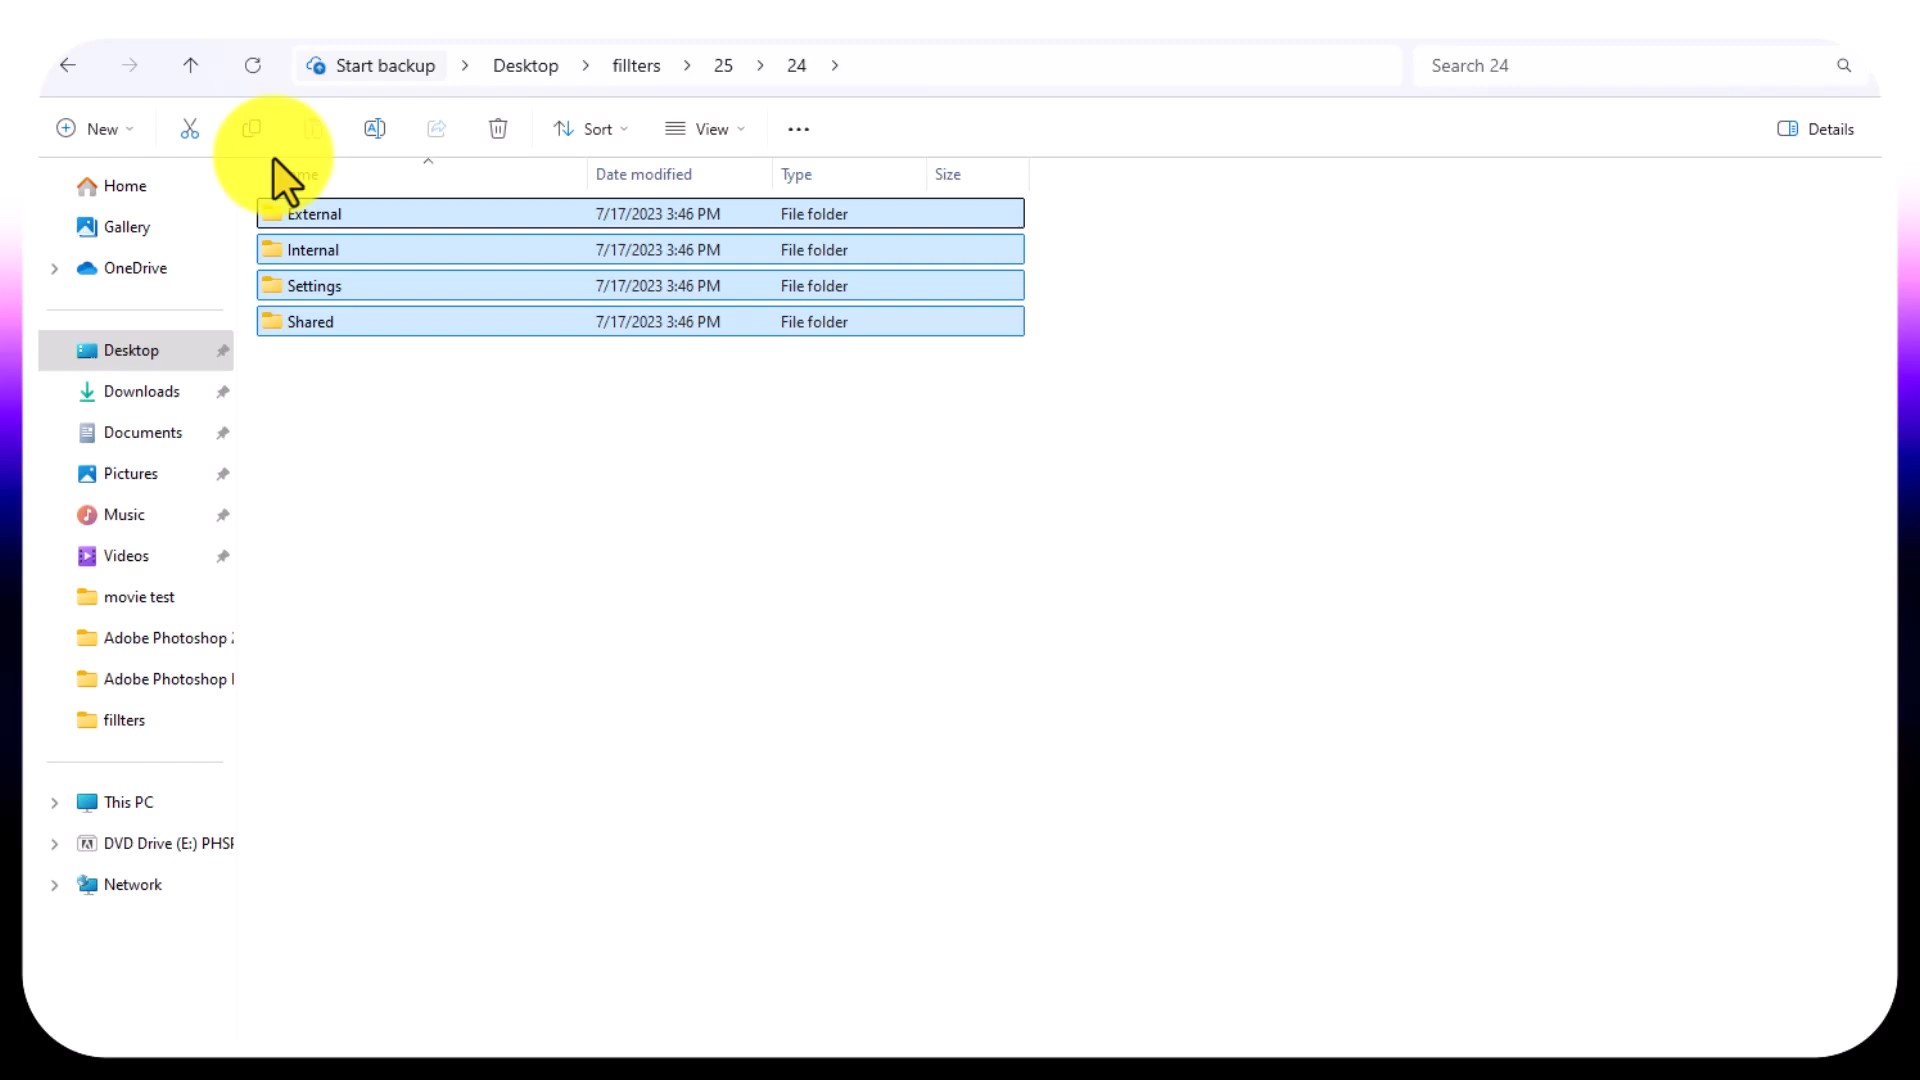 Start backup > Desktop > fillters > 25 > 24 >
Search 24
New
Sort
View
Details
Date modified
Type
Size
Home
Gallery
OneDrive
Desktop
Downloads
Documents
Pictures
Music
Videos
movie test
Adobe Photoshop
Adobe Photoshop
fillters
This PC
DVD Drive (E:) PHSP
Network
External 7/17/2023 3:46 PM File folder
Internal 7/17/2023 3:46 PM File folder
Settings 7/17/2023 3:46 PM File folder
Shared 7/17/2023 3:46 PM File folder